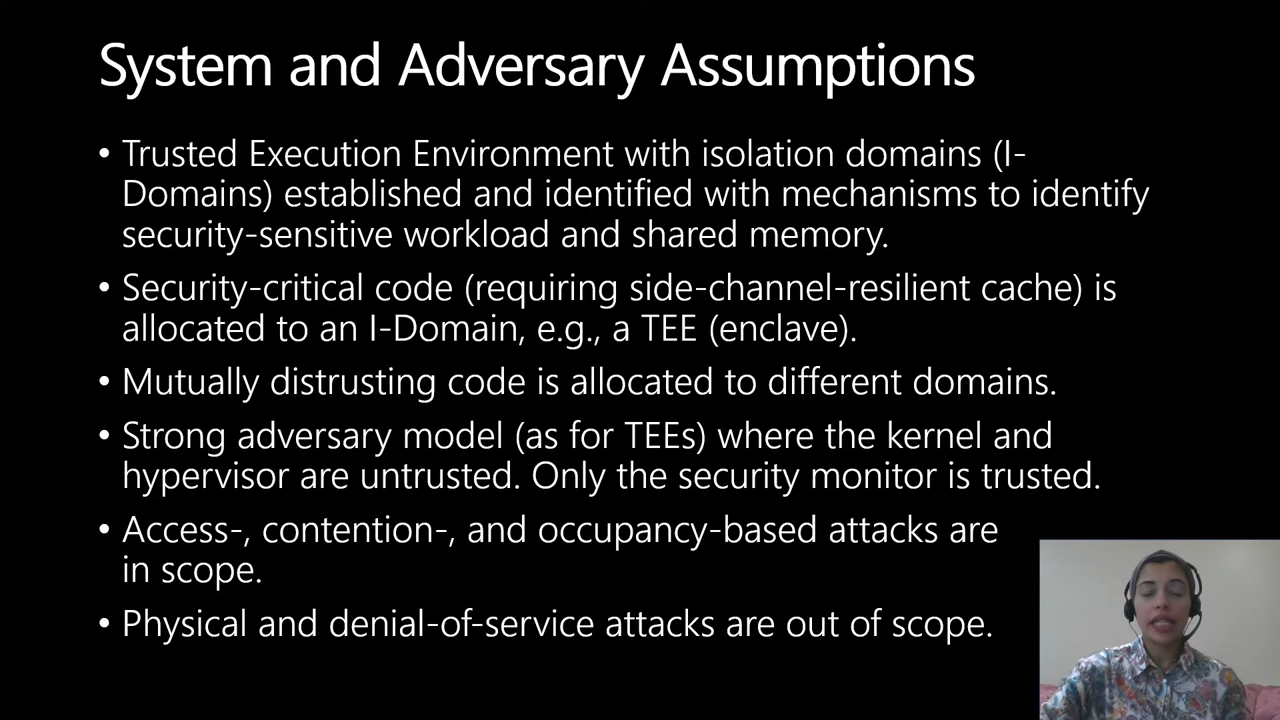 System and Adversary Assumptions
• Trusted Execution Environment with isolation domains (I-
Domains) established and identified with mechanisms to identify
security-sensitive workload and shared memory.
• Security-critical code (requiring side-channel-resilient cache) is
allocated to an I-Domain, e.g., a TEE (enclave).
• Mutually distrusting code is allocated to different domains.
• Strong adversary model (as for TEEs) where the kernel and
hypervisor are untrusted. Only the security monitor is trusted.
• Access-, contention-, and occupancy-based attacks are
in scope.
• Physical and denial-of-service attacks are out of scope.